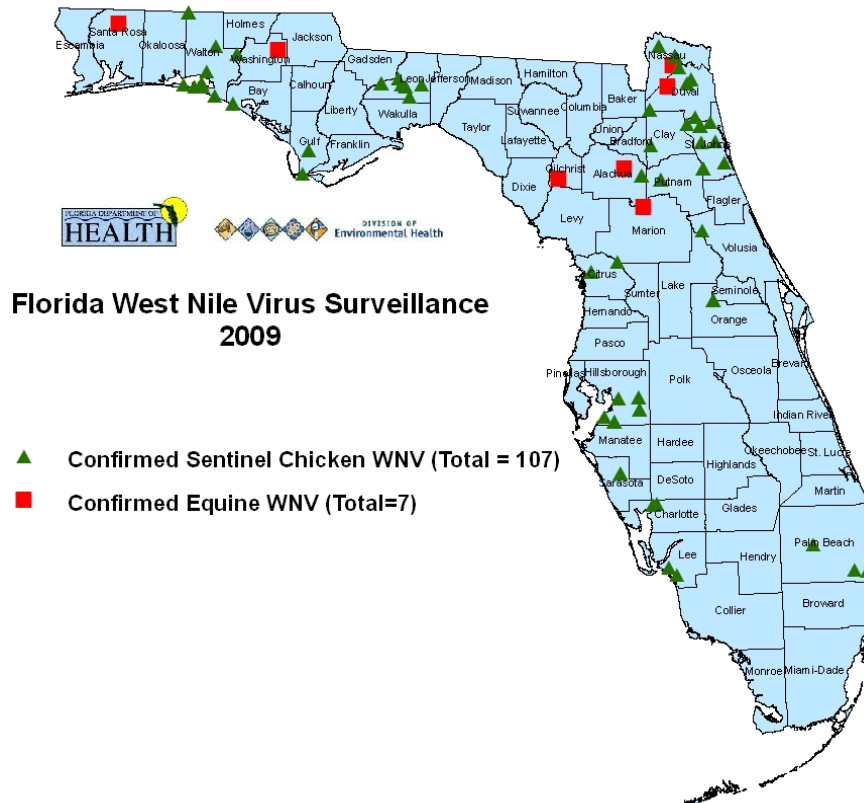 Holmes
Jackson
Santa Rosa
Escambia
Okaloosa
Walton
Washington
Gadsden
Leon
Jefferson
Madison
Hamilton
Nassau
Duval
Bay
Calhoun
Liberty
Wakulla
Taylor
Suwannee
Columbia
Baker
Union
Bradford
Clay
St Johns
Lafayette
Gulf
Franklin
Gilchrist
Alachua
Putnam
Dixie
Flagler
Levy
Marion
Volusia
FLORIDA DEPARTMENT OF
HEALTH
DIVISION OF
Environmental Health
Citrus
Sumter
Lake
Seminole
Hernando
Orange
Florida West Nile Virus Surveillance
2009
Pasco
Pinellas
Hillsborough
Polk
Osceola
Brevard
Indian River
Manatee
Hardee
Okeechobee
St. Lucie
Highlands
Sarasota
DeSoto
Martin
Charlotte
Glades
Confirmed Sentinel Chicken WNV (Total = 107)
Confirmed Equine WNV (Total=7)
Lee
Hendry
Palm Beach
Collier
Broward
Monroe
Miami-Dade